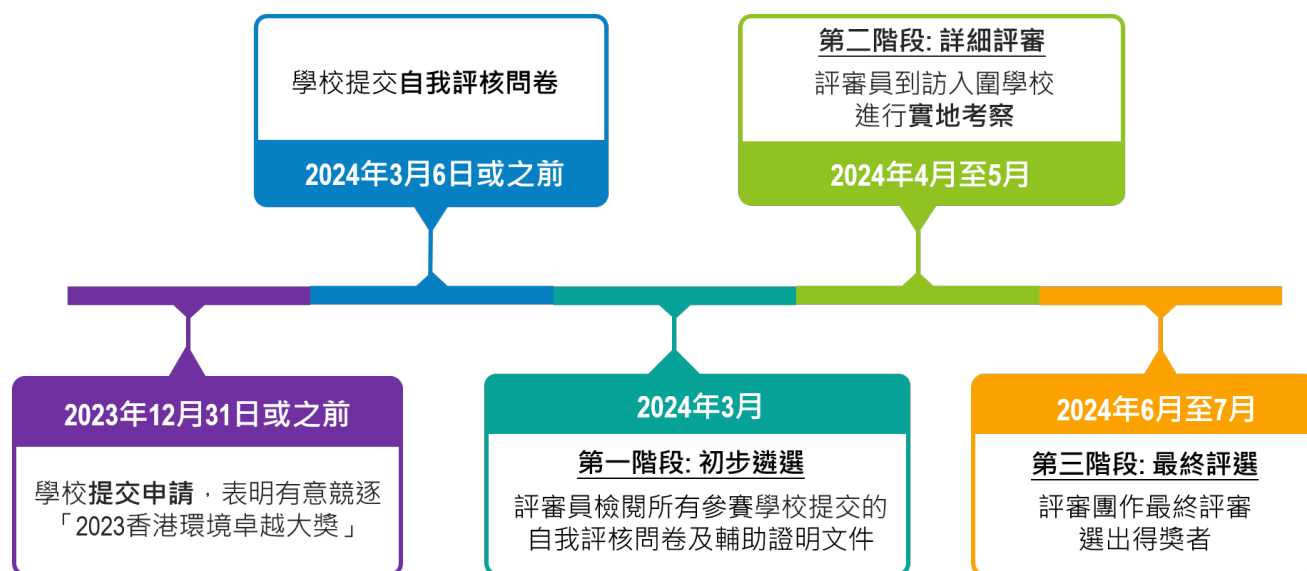 學校提交自我評核問卷
2024年3月6日或之前
第二階段: 詳細評審
評審員到訪入圍學校
進行實地考察
2024年4月至5月
2023年12月31日或之前
學校提交申請，表明有意競逐
「2023香港環境卓越大獎」
2024年3月
第一階段: 初步遴選
評審員檢閱所有參賽學校提交的
自我評核問卷及輔助證明文件
2024年6月至7月
第三階段: 最終評選
評審團作最終評審
選出得獎者